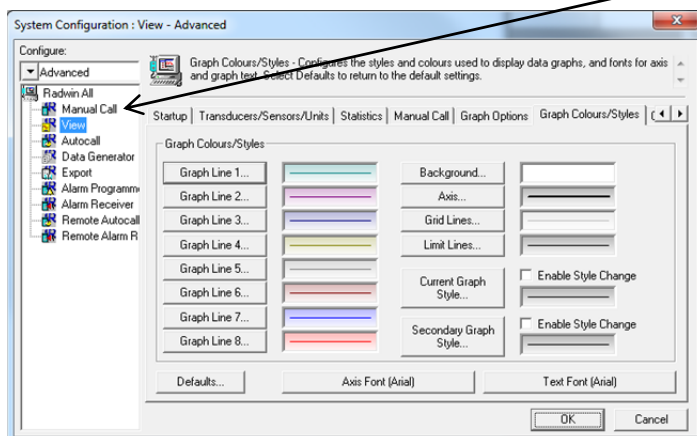 System Configuration : View - Advanced
Configure:
Advanced
Graph Colours/Styles - Configures the styles and colours used to display data graphs, and fonts for axis
and graph text. Select Defaults to return to
the default settings.
Radwin All
Manual Call
View
Autocall
Data Generator
Export
Alarm Programm
Alarm Receiver
Remote Autocall
Remote Alarm R
Startup
Transducers/Sensors/Units
Statistics
Manual Call
Graph Options
Graph Colours/Styles
Graph Colours/Styles
Graph Line 1...
Background...
Graph Line 2...
Axis...
Graph Line 3...
Grid Lines...
Graph Line 4...
Limit Lines...
Graph Line 5...
Graph Line 6...
Current Graph
Style...
Enable Style Change
Graph Line 7...
Graph Line 8...
Secondary Graph
Style...
Enable Style Change
Defaults...
Axis Font (Arial)
Text Font (Arial)
OK
Cancel